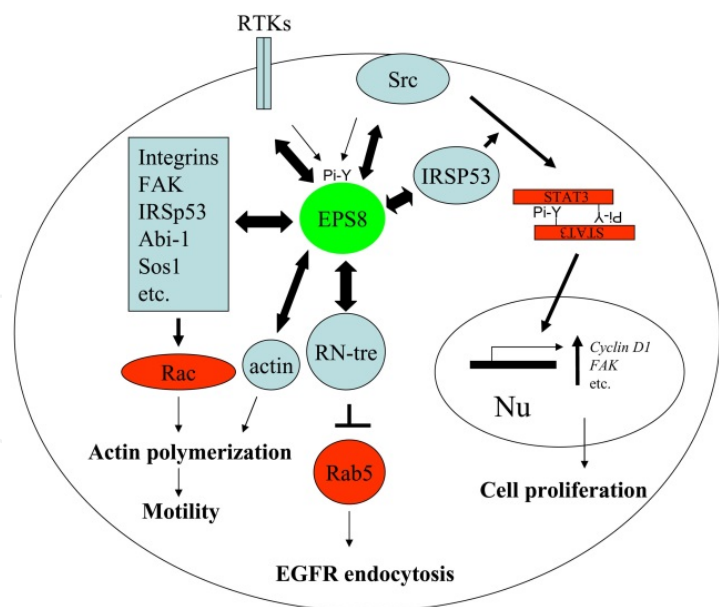 RTKs
Src
Integrins
FAK
IRSp53
Abi-1
Sos1
etc.
Pi-Y
EPS8
IRSP53
STAT3
Pi-Y
Pi-Y
STAT3
Rac
actin
RN-tre
Cyclin D1
FAK
etc.
Nu
Actin polymerization
Rab5
Motility
Cell proliferation
EGFR endocytosis